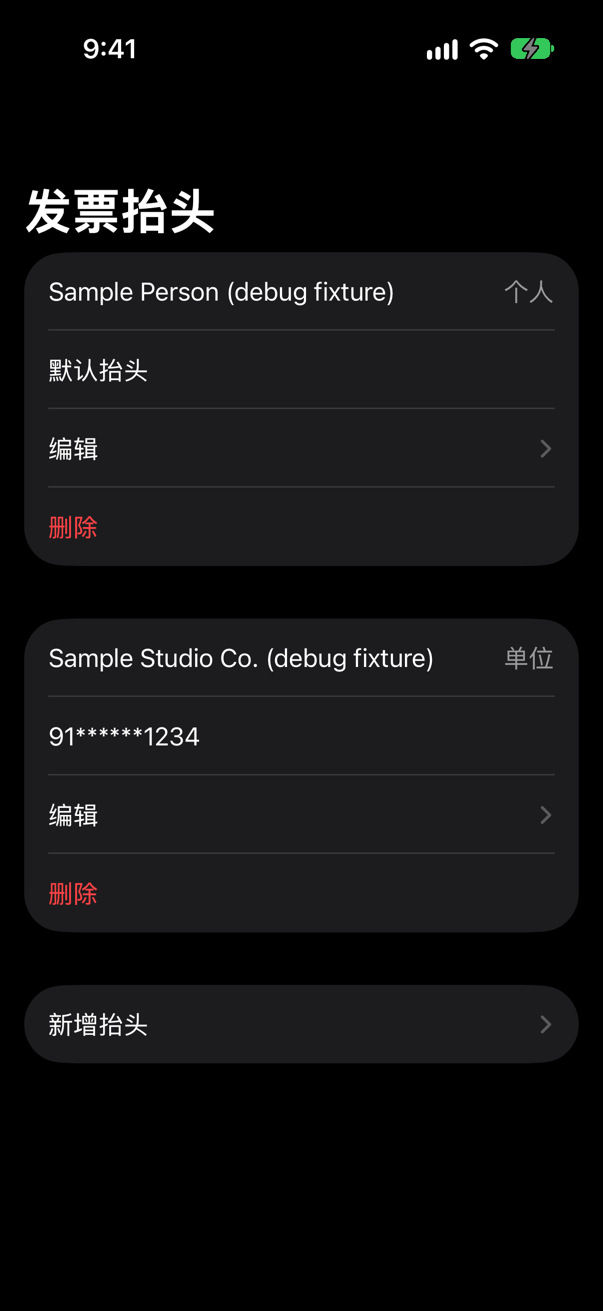 9:41
发票抬头
Sample Person (debug fixture) 个人
默认抬头
编辑
删除
Sample Studio Co. (debug fixture) 单位
91******1234
编辑
删除
新增抬头